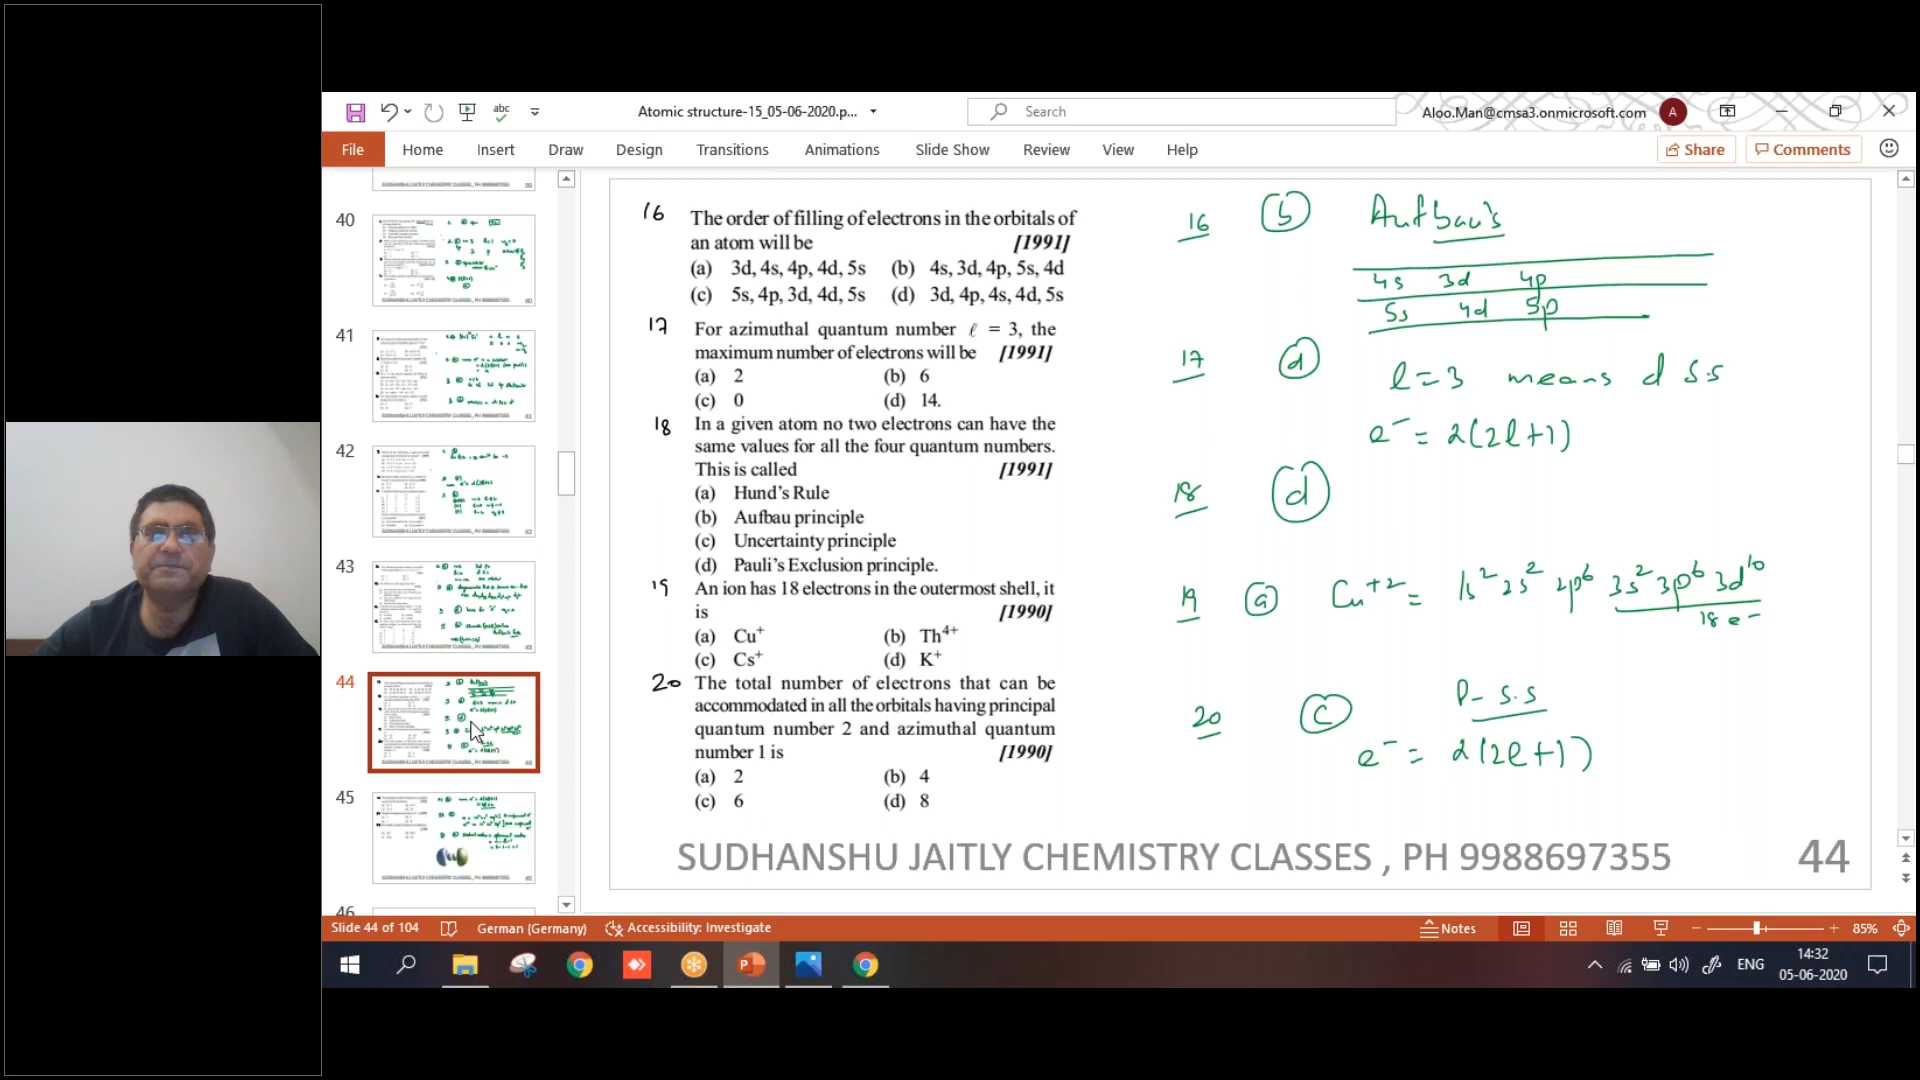 Atomic structure-15_05-06-2020.p...
Search
Aloo.Man@cmsa3.onmicrosoft.com
A
File Home Insert Draw Design Transitions Animations Slide Show Review View Help
Share
Comments
40
41
42
43
44
45
46
16 The order of filling of electrons in the orbitals of
an atom will be [1991]
(a) 3d, 4s, 4p, 4d, 5s (b) 4s, 3d, 4p, 5s, 4d
(c) 5s, 4p, 3d, 4d, 5s (d) 3d, 4p, 4s, 4d, 5s
17 For azimuthal quantum number ℓ = 3, the
maximum number of electrons will be [1991]
(a) 2 (b) 6
(c) 0 (d) 14.
18 In a given atom no two electrons can have the
same values for all the four quantum numbers.
This is called [1991]
(a) Hund's Rule
(b) Aufbau principle
(c) Uncertainty principle
(d) Pauli's Exclusion principle.
19 An ion has 18 electrons in the outermost shell, it
is [1990]
(a) Cu⁺ (b) Th⁴⁺
(c) Cs⁺ (d) K⁺
20 The total number of electrons that can be
accommodated in all the orbitals having principal
quantum number 2 and azimuthal quantum
number 1 is [1990]
(a) 2 (b) 4
(c) 6 (d) 8
16 (b) Aufbau's
4s 3d 4p
5s 4d 5p
17 (d) l=3 means d s.s
e⁻ = 2(2l+1)
18 (d)
19 (a) Cu⁺² = 1s² 2s² 2p⁶ 3s² 3p⁶ 3d¹⁰
18 e⁻
20 (c) P-s.s
e⁻ = 2(2l+1)
SUDHANSHU JAITLY CHEMISTRY CLASSES , PH 9988697355 44
Slide 44 of 104
German (Germany)
Accessibility: Investigate
Notes
85%
ENG
14:32
05-06-2020